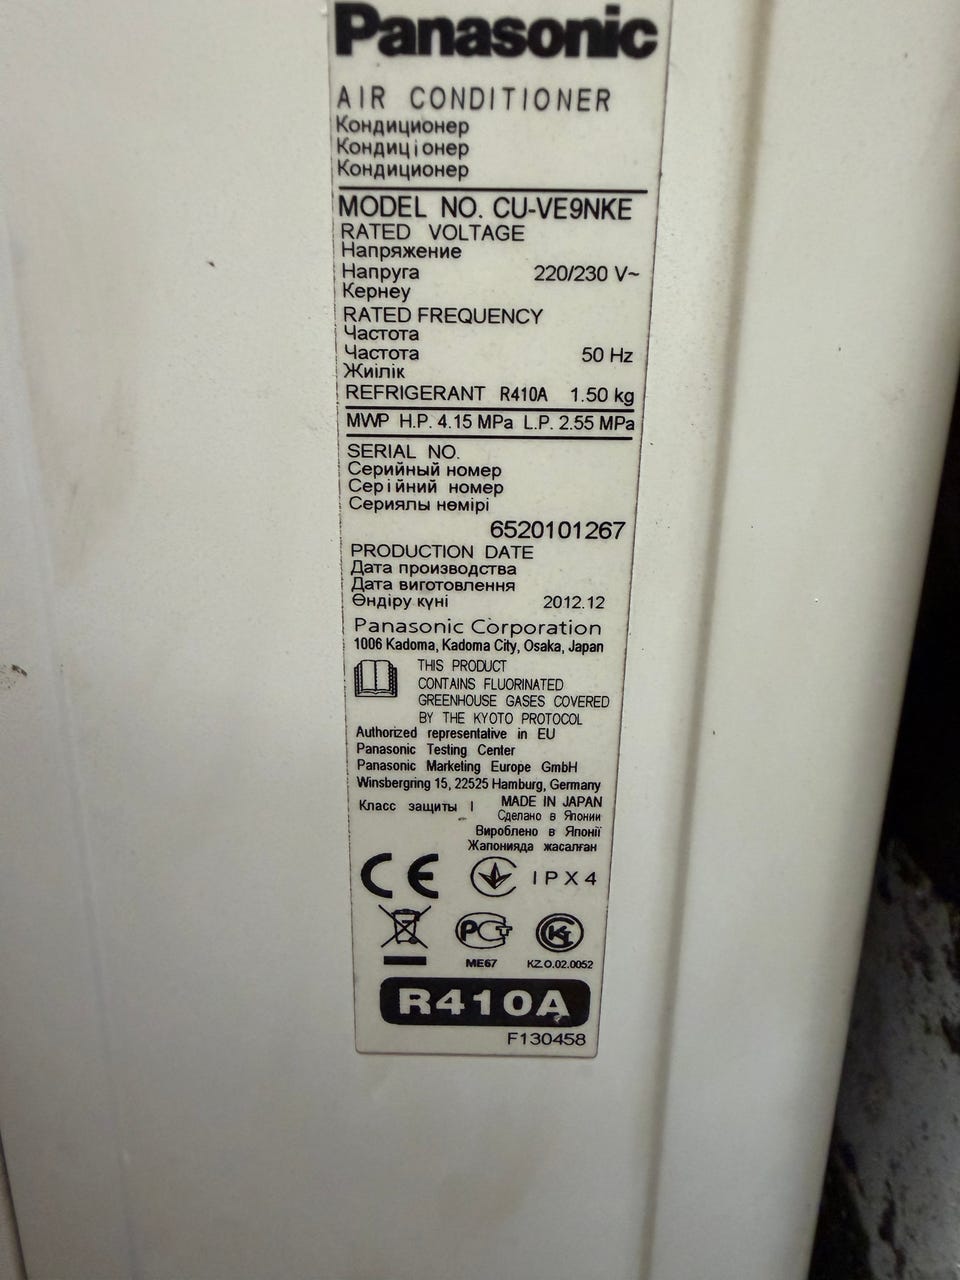 Panasonic
AIR CONDITIONER
Кондиционер
Кондиціонер
Кондиционер
MODEL NO. CU-VE9NKE
RATED VOLTAGE
Напряжение
Напруга 220/230 V~
Кернеу
RATED FREQUENCY
Частота
Частота 50 Hz
Жиілік
REFRIGERANT R410A 1.50 kg
MWP H.P. 4.15 MPa L.P. 2.55 MPa
SERIAL NO.
Серийный номер
Серійний номер
Сериялы немірі
6520101267
PRODUCTION DATE
Дата производства
Дата виготовлення
Өндіру күні 2012.12
Panasonic Corporation
1006 Kadoma, Kadoma City, Osaka, Japan
THIS PRODUCT
CONTAINS FLUORINATED
GREENHOUSE GASES COVERED
BY THE KYOTO PROTOCOL
Authorized representative in EU
Panasonic Testing Center
Panasonic Marketing Europe GmbH
Winsbergring 15, 22525 Hamburg, Germany
Класс защиты I MADE IN JAPAN
Сделано в Японии
Вироблено в Японії
Жапонияда жасалған
CE IPX4
РСТ
ME67 KZ.O.02.0052
R410A
F130458